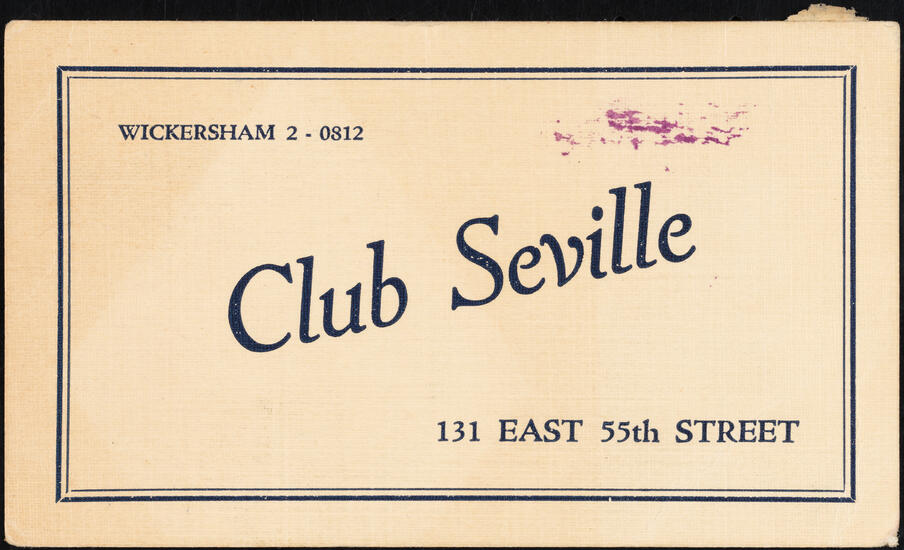 WICKERSHAM 2 - 0812
Club Seville
131 EAST 55th STREET